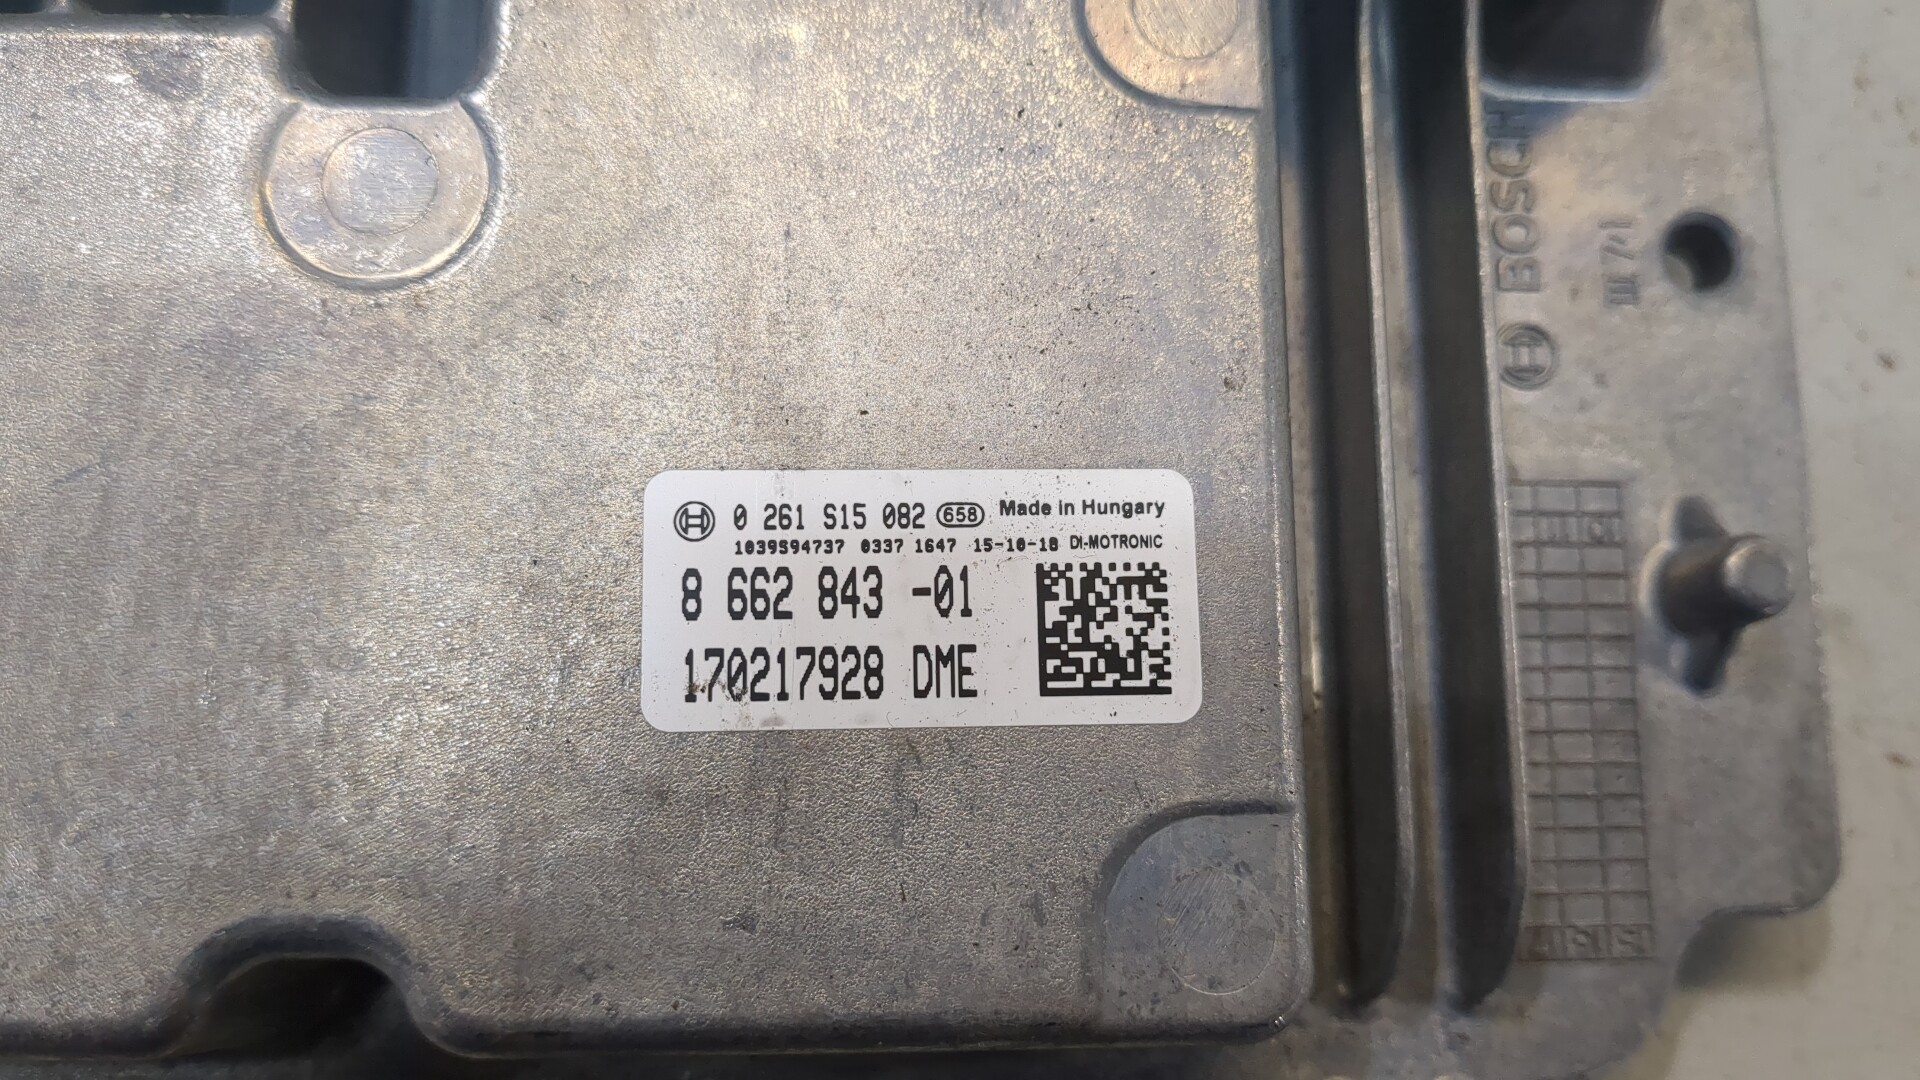 0 261 S15 082 658 Made in Hungary
1039S94737 0337 1647 15-10-18 DI-MOTRONIC
8 662 843 -01
170217928 DME
BOSCH